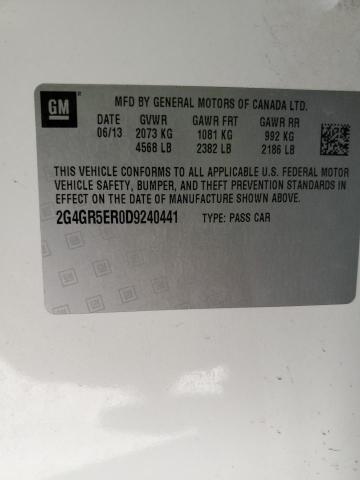 GM
MFD BY GENERAL MOTORS OF CANADA LTD.
DATE GVWR GAWR FRT GAWR RR
06/13 2073 KG 1081 KG 992 KG
4568 LB 2382 LB 2186 LB
THIS VEHICLE CONFORMS TO ALL APPLICABLE U.S. FEDERAL MOTOR
VEHICLE SAFETY, BUMPER, AND THEFT PREVENTION STANDARDS IN
EFFECT ON THE DATE OF MANUFACTURE SHOWN ABOVE.
2G4GR5ER0D9240441 TYPE: PASS CAR